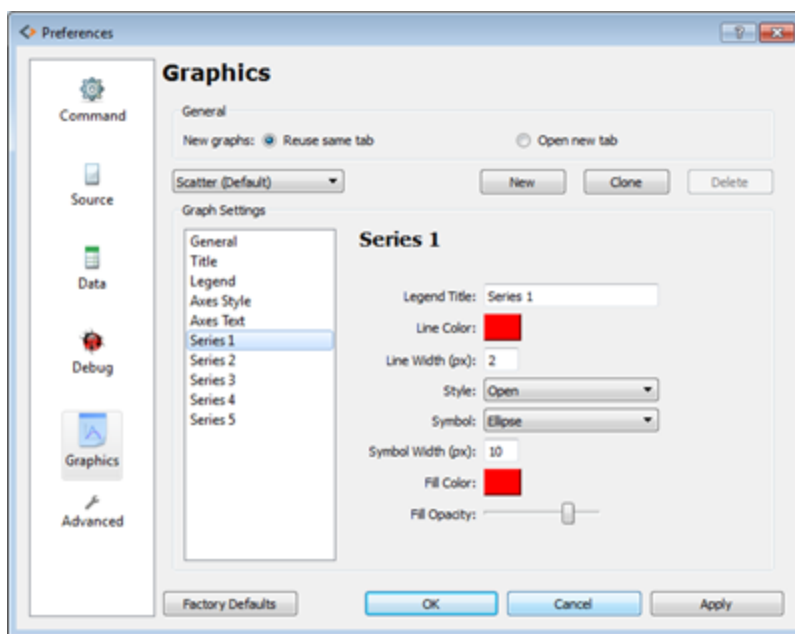 Preferences
Command
Source
Data
Debug
Graphics
Advanced
Graphics
General
New graphs: Reuse same tab Open new tab
Scatter (Default) New Clone Delete
Graph Settings
General
Title
Legend
Axes Style
Axes Text
Series 1
Series 2
Series 3
Series 4
Series 5
Series 1
Legend Title: Series 1
Line Color:
Line Width (px): 2
Style: Open
Symbol: Ellipse
Symbol Width (px): 10
Fill Color:
Fill Opacity:
Factory Defaults OK Cancel Apply